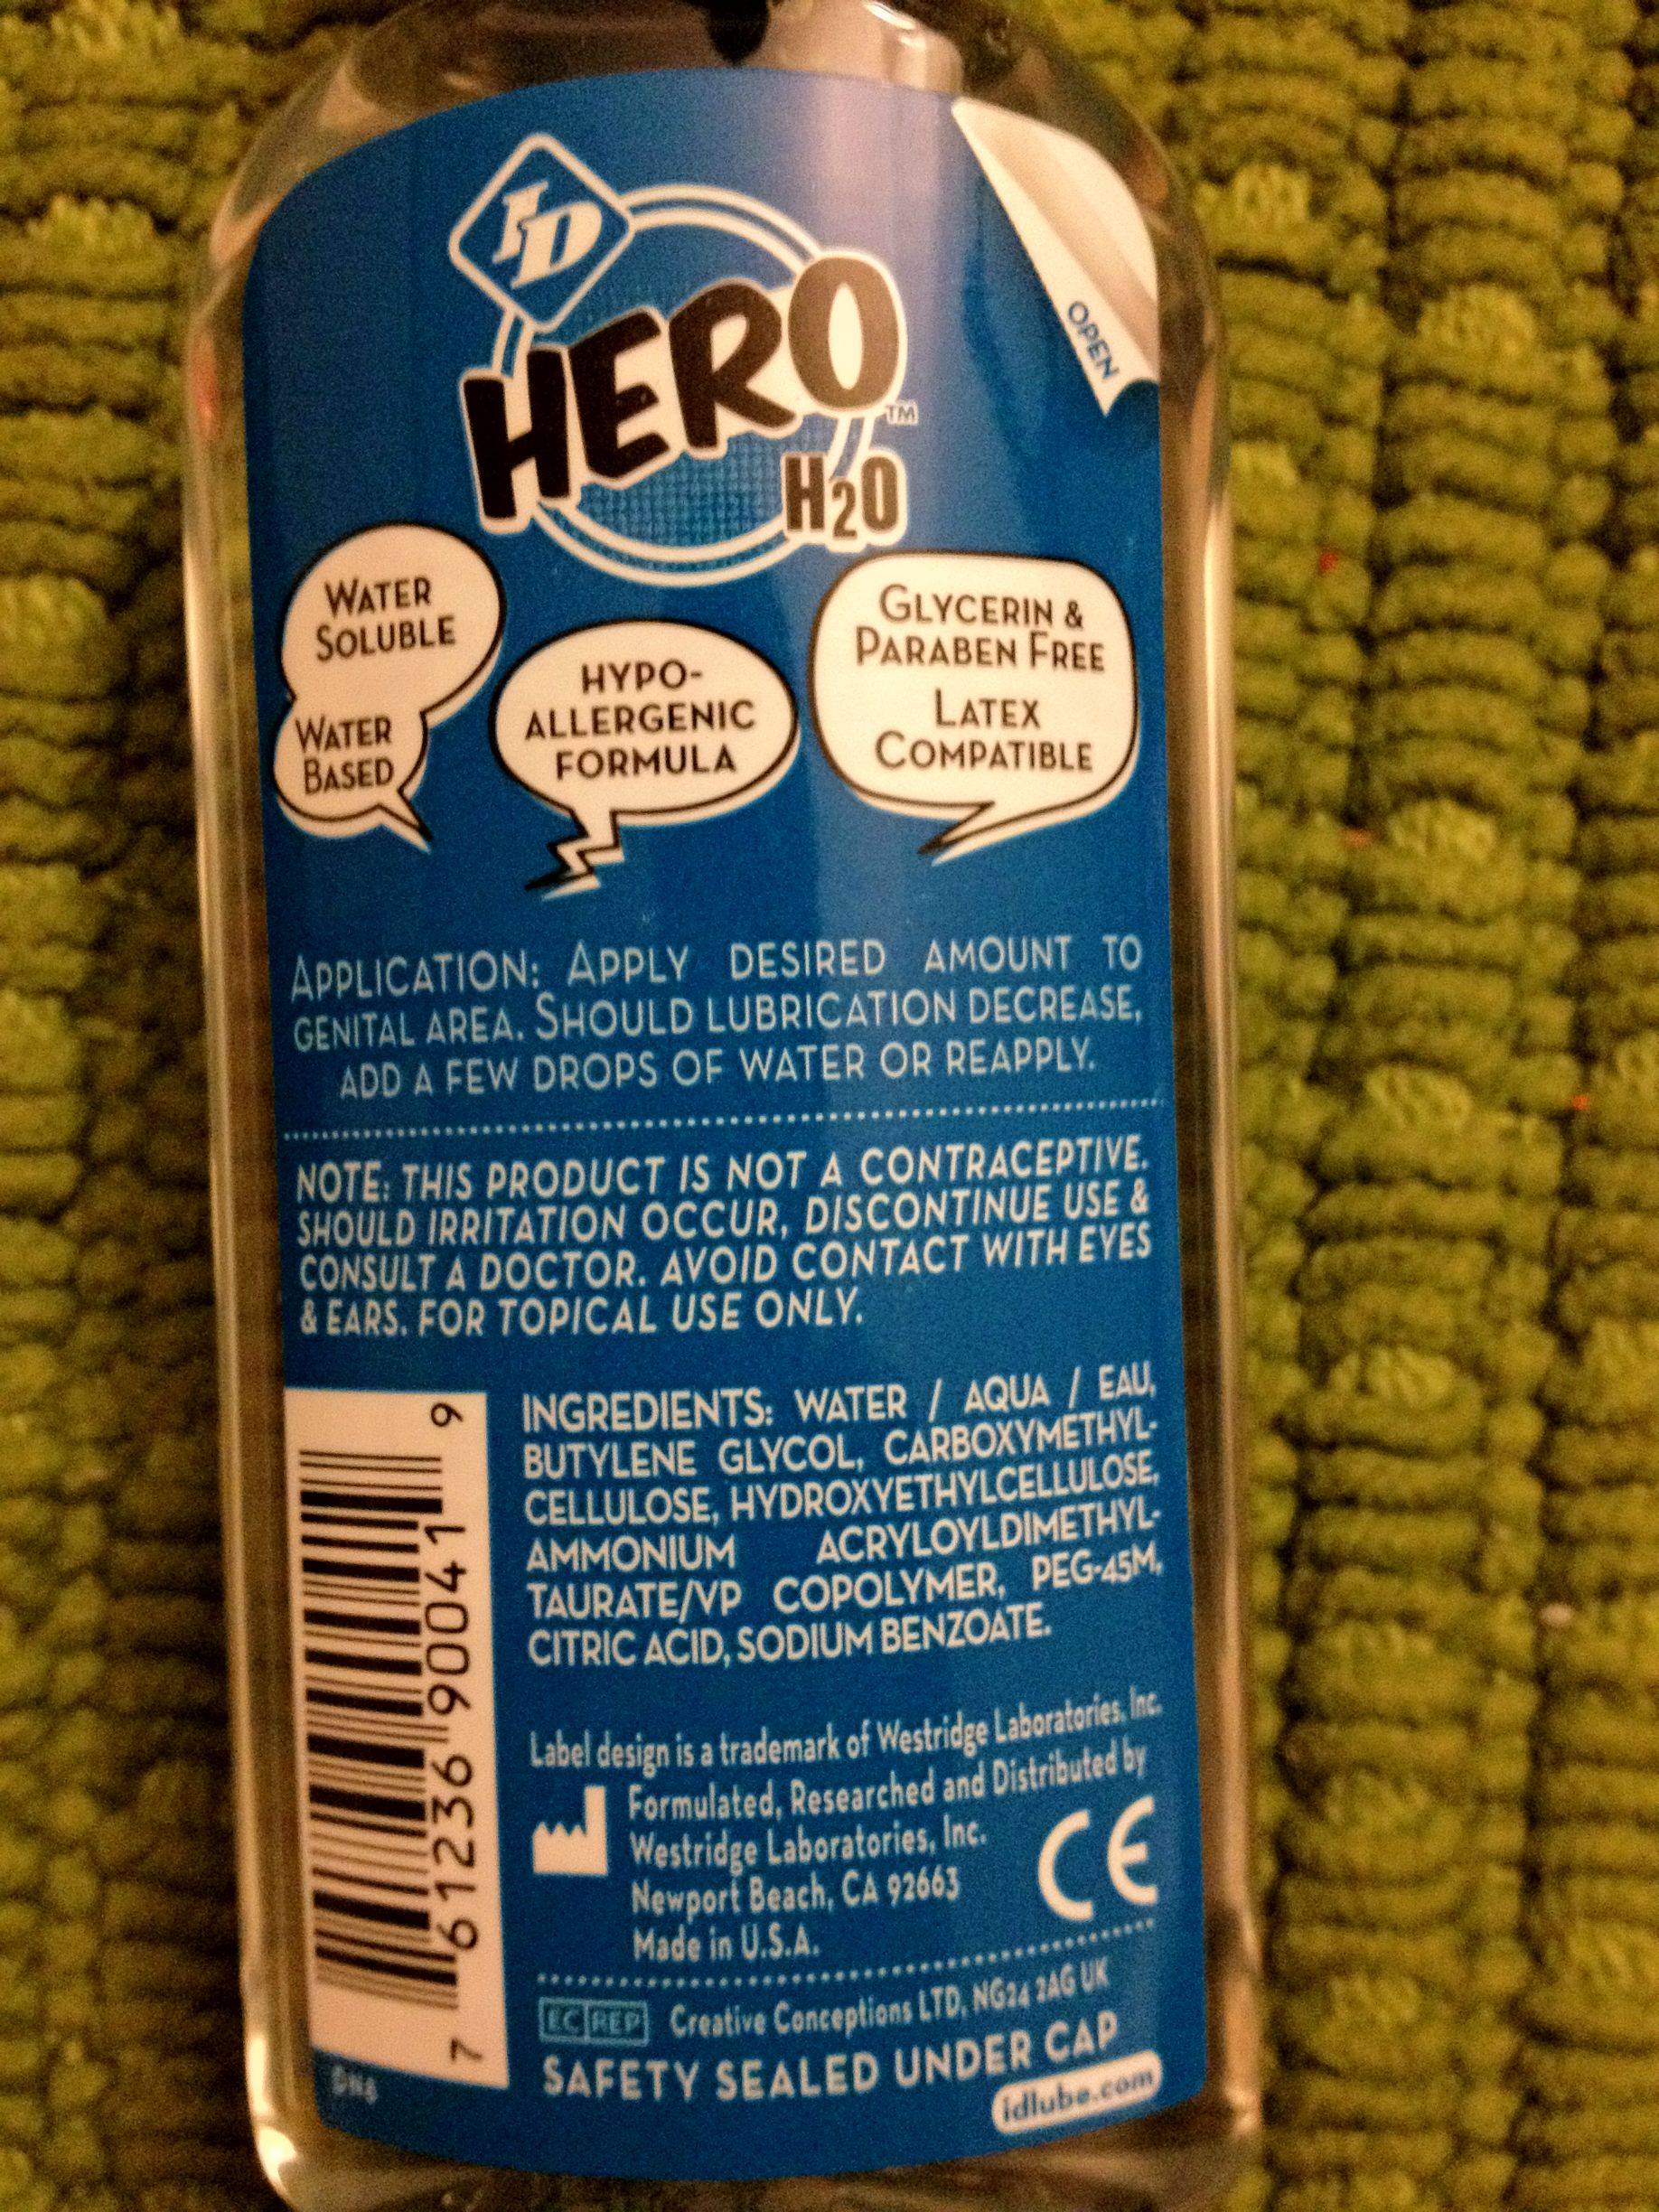 ID
HERO™
H2O
OPEN
WATER
SOLUBLE
WATER
BASED
HYPO-
ALLERGENIC
FORMULA
GLYCERIN &
PARABEN FREE
LATEX
COMPATIBLE
APPLICATION: APPLY DESIRED AMOUNT TO
GENITAL AREA. SHOULD LUBRICATION DECREASE,
ADD A FEW DROPS OF WATER OR REAPPLY.
NOTE: THIS PRODUCT IS NOT A CONTRACEPTIVE.
SHOULD IRRITATION OCCUR, DISCONTINUE USE &
CONSULT A DOCTOR. AVOID CONTACT WITH EYES
& EARS. FOR TOPICAL USE ONLY.
INGREDIENTS: WATER / AQUA / EAU,
BUTYLENE GLYCOL, CARBOXYMETHYL-
CELLULOSE, HYDROXYETHYLCELLULOSE,
AMMONIUM ACRYLOYLDIMETHYL-
TAURATE/VP COPOLYMER, PEG-45M,
CITRIC ACID, SODIUM BENZOATE.
7 61236 90041 9
Label design is a trademark of Westridge Laboratories, Inc.
Formulated, Researched and Distributed by
Westridge Laboratories, Inc.
Newport Beach, CA 92663
Made in U.S.A.
CE
EC REP Creative Conceptions LTD, NG24 2AG UK
SAFETY SEALED UNDER CAP
idlube.com